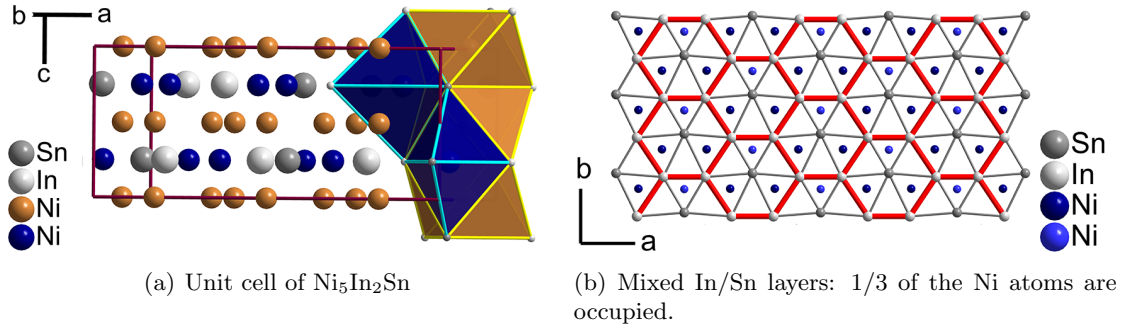 b
a
c
Sn
In
Ni
Ni
(a) Unit cell of Ni₅In₂Sn
b
a
Sn
In
Ni
Ni
(b) Mixed In/Sn layers: 1/3 of the Ni atoms are
occupied.